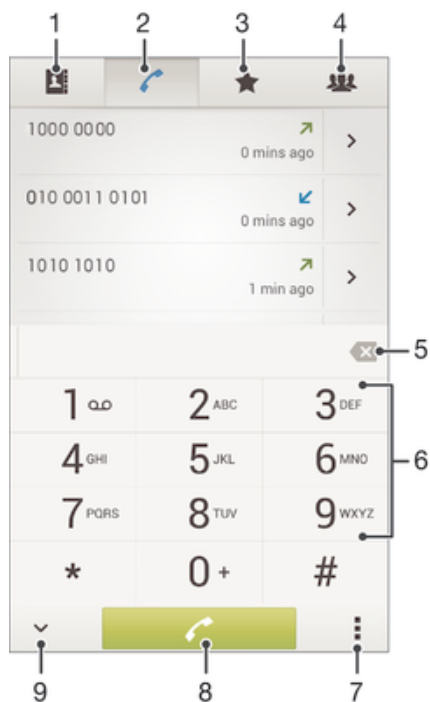 1 2 3 4
1000 0000
0 mins ago
010 0011 0101
0 mins ago
1010 1010
1 min ago
5
1 2 ABC 3 DEF
4 GHI 5 JKL 6 MNO
6
7 PQRS 8 TUV 9 WXYZ
* 0 + #
9 8 7